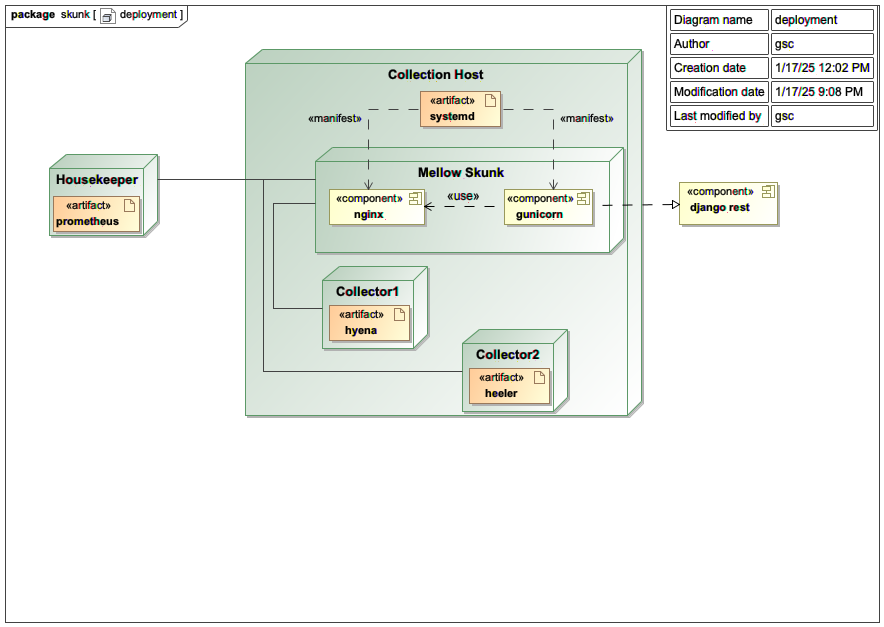 package skunk [ deployment ]
Diagram name deployment
Author gsc
Creation date 1/17/25 12:02 PM
Modification date 1/17/25 9:08 PM
Last modified by gsc
Collection Host
«artifact»
systemd
«manifest»
«manifest»
Housekeeper
«artifact»
prometheus
Mellow Skunk
«component»
nginx
«use»
«component»
gunicorn
«component»
django rest
Collector1
«artifact»
hyena
Collector2
«artifact»
heeler